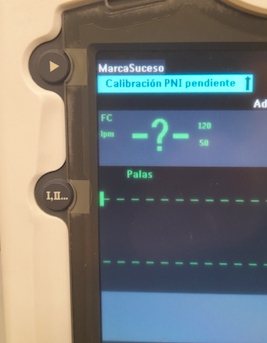 MarcaSuceso
Calibración PNI pendiente
Ad
FC
lpm
-?-
120
50
Palas
I,II...